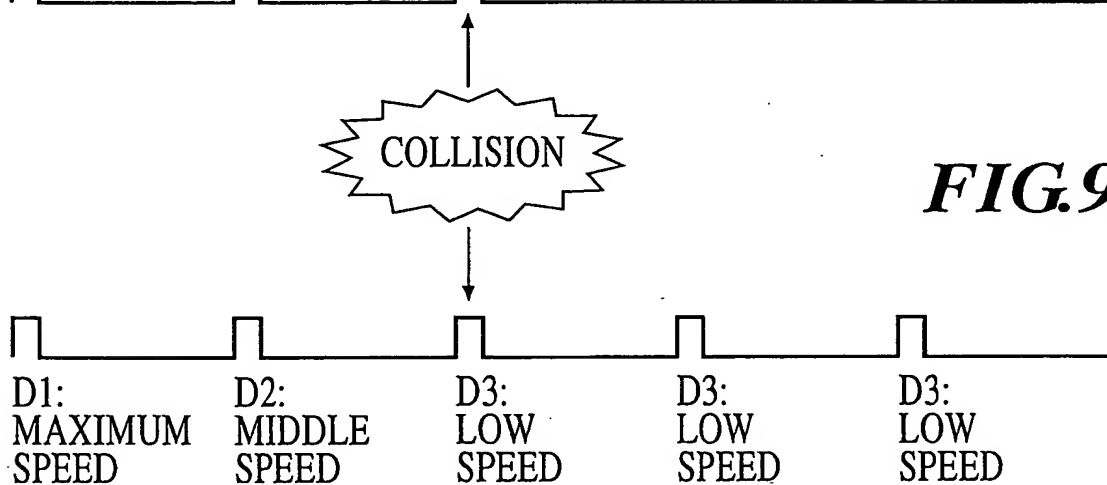 COLLISION
FIG.9
D1:
MAXIMUM
SPEED
D2:
MIDDLE
SPEED
D3:
LOW
SPEED
D3:
LOW
SPEED
D3:
LOW
SPEED